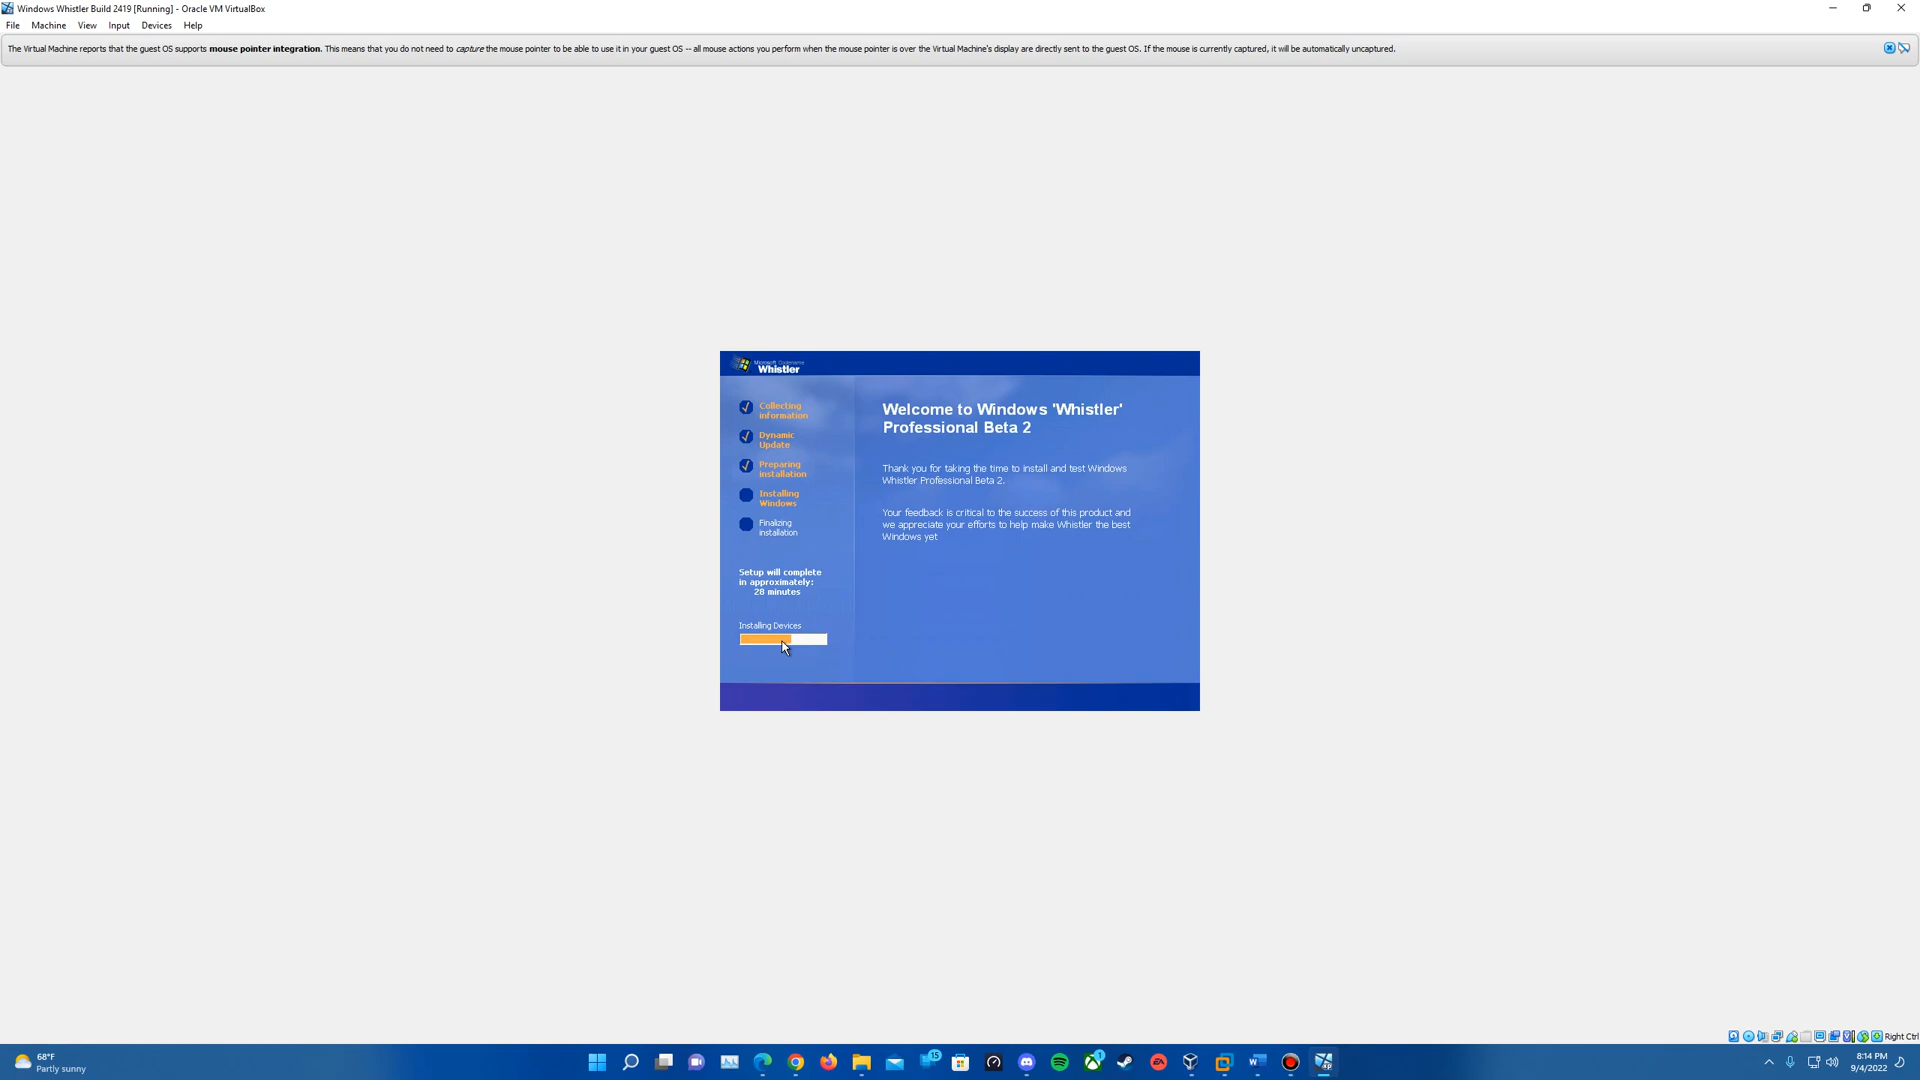 Windows Whistler Build 2419 [Running] - Oracle VM VirtualBox
File Machine View Input Devices Help
The Virtual Machine reports that the guest OS supports mouse pointer integration. This means that you do not need to capture the mouse pointer to be able to use it in your guest OS -- all mouse actions you perform when the mouse pointer is over the Virtual Machine's display are directly sent to the guest OS. If the mouse is currently captured, it will be automatically uncaptured.
Microsoft Codename
Whistler
Collecting
information
Dynamic
Update
Preparing
installation
Installing
Windows
Finalizing
installation
Setup will complete
in approximately:
28 minutes
Installing Devices
Welcome to Windows 'Whistler'
Professional Beta 2
Thank you for taking the time to install and test Windows
Whistler Professional Beta 2.
Your feedback is critical to the success of this product and
we appreciate your efforts to help make Whistler the best
Windows yet
Right Ctrl
68°F
Partly sunny
15
1
8:14 PM
9/4/2022